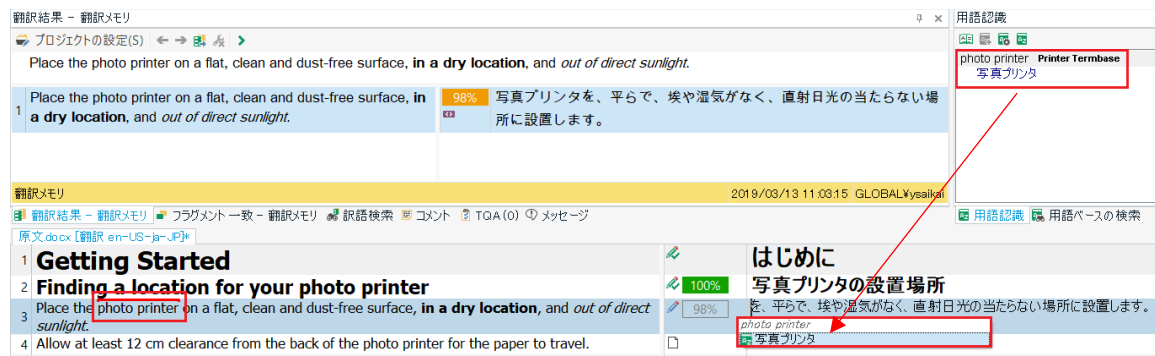 翻訳結果 - 翻訳メモリ
プロジェクトの設定(S)
Place the photo printer on a flat, clean and dust-free surface, in a dry location, and out of direct sunlight.
1
Place the photo printer on a flat, clean and dust-free surface, in
a dry location, and out of direct sunlight.
98%
写真プリンタを、平らで、埃や湿気がなく、直射日光の当たらない場
所に設置します。
翻訳メモリ
2019/03/13 11:03:15 GLOBAL¥ysaikai
翻訳結果 - 翻訳メモリ フラグメント一致 - 翻訳メモリ 訳語検索 コメント TQA(0) メッセージ
用語認識
photo printer Printer Termbase
写真プリンタ
用語認識 用語ベースの検索
原文.docx [翻訳 en-US-ja-JP]*
1 Getting Started はじめに
2 Finding a location for your photo printer 100% 写真プリンタの設置場所
3 Place the photo printer on a flat, clean and dust-free surface, in a dry location, and out of direct
sunlight.
98%
を、平らで、埃や湿気がなく、直射日光の当たらない場所に設置します。
photo printer
写真プリンタ
4 Allow at least 12 cm clearance from the back of the photo printer for the paper to travel.